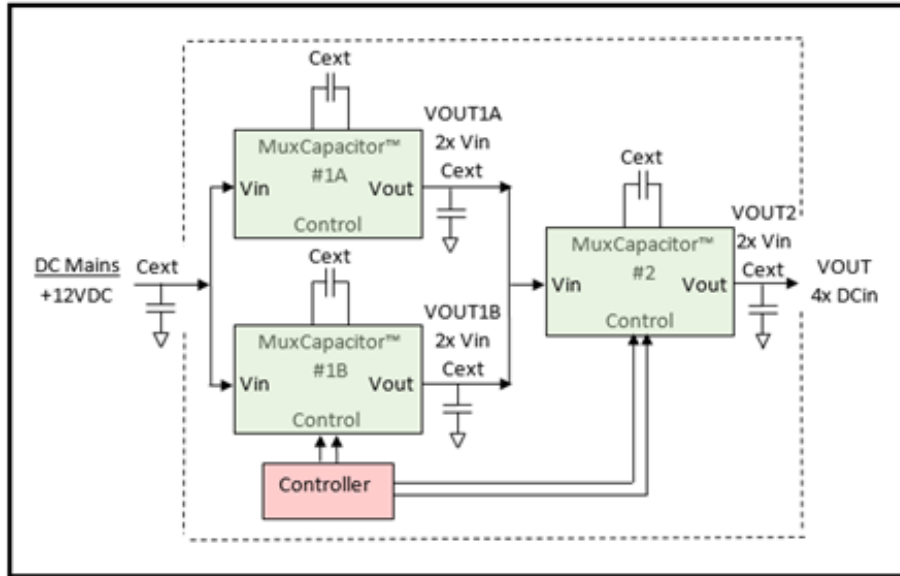 Cext
VOUT1A
2x Vin
Cext
MuxCapacitor™
#1A
Vin
Vout
Control
Cext
VOUT1B
2x Vin
Cext
MuxCapacitor™
#1B
Vin
Vout
Control
DC Mains
+12VDC
Cext
Cext
MuxCapacitor™
#2
Vin
Vout
Control
VOUT2
2x Vin
Cext
VOUT
4x DCin
Controller